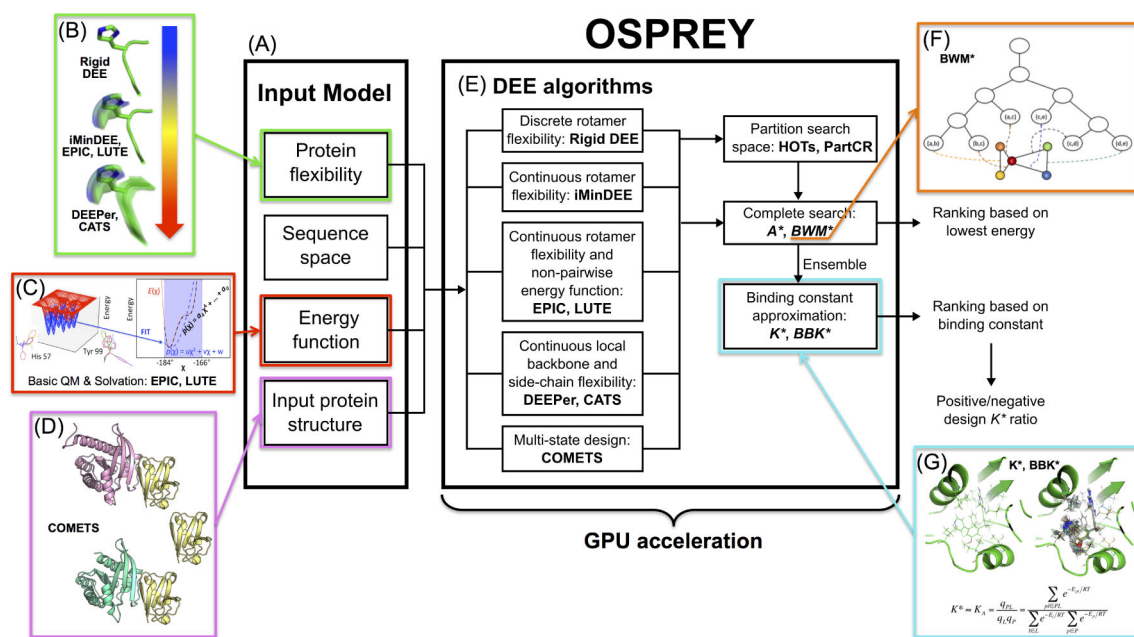 OSPREY
(B)
Rigid
DEE
iMinDEE,
EPIC, LUTE
DEEPer,
CATS
(A)
Input Model
Protein
flexibility
Sequence
space
Energy
function
Input protein
structure
(E) DEE algorithms
Discrete rotamer
flexibility: Rigid DEE
Continuous rotamer
flexibility: iMinDEE
Continuous rotamer
flexibility and
non-pairwise
energy function:
EPIC, LUTE
Continuous local
backbone and
side-chain flexibility:
DEEPer, CATS
Multi-state design:
COMETS
Partition search
space: HOTs, PartCR
Complete search:
A*, BWM*
Ensemble
Binding constant
approximation:
K*, BBK*
GPU acceleration
(F)
BWM*
{a,c}
{c,e}
{a,b}
{b,c}
{c,d}
{d,e}
Ranking based on
lowest energy
Ranking based on
binding constant
Positive/negative
design K* ratio
(C)
Energy
Energy
E(χ)
FIT
p(χ) = uχ² + vχ + w
-184°
-166°
χ
His 57
Tyr 99
Basic QM & Solvation: EPIC, LUTE
(D)
COMETS
(G)
K*, BBK*